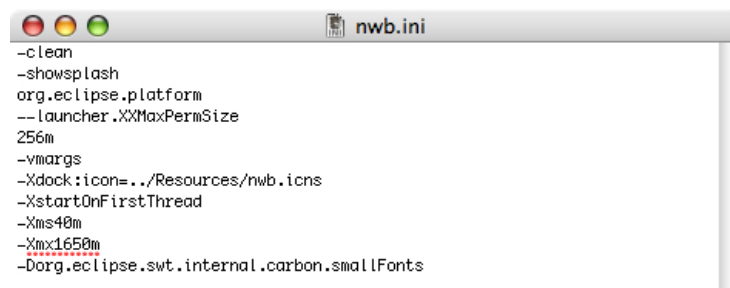 nwb.ini
-clean
-showsplash
org.eclipse.platform
--launcher.XXMaxPermSize
256m
-vmargs
-Xdock:icon=../Resources/nwb.icns
-XstartOnFirstThread
-Xms40m
-Xmx1650m
-Dorg.eclipse.swt.internal.carbon.smallFonts